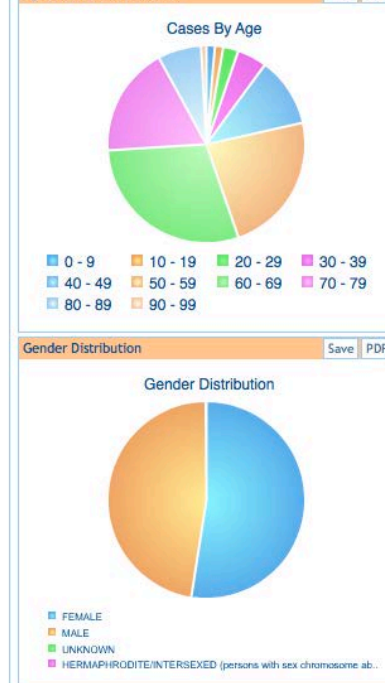 Cases By Age
0 - 9 10 - 19 20 - 29 30 - 39
40 - 49 50 - 59 60 - 69 70 - 79
80 - 89 90 - 99
Gender Distribution Save PDF
Gender Distribution
FEMALE
MALE
UNKNOWN
HERMAPHRODITE/INTERSEXED (persons with sex chromosome ab..